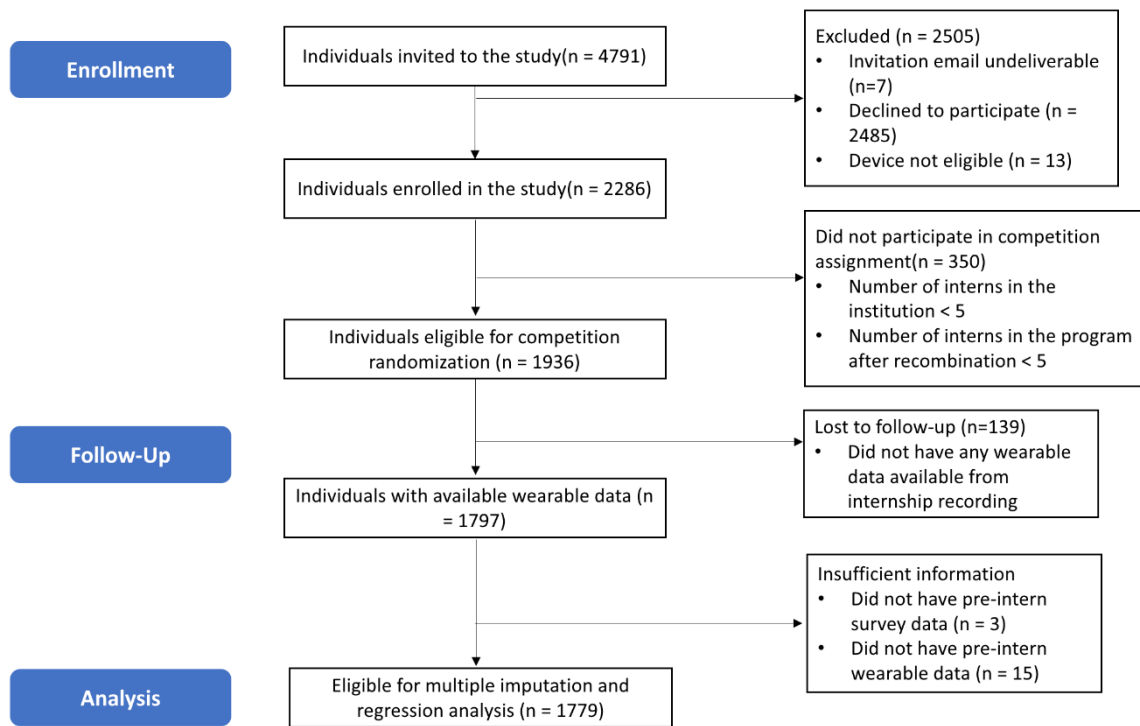 Enrollment
Individuals invited to the study(n = 4791)
Excluded (n = 2505)
• Invitation email undeliverable
(n=7)
• Declined to participate (n =
2485)
• Device not eligible (n = 13)
Individuals enrolled in the study(n = 2286)
Did not participate in competition
assignment(n = 350)
• Number of interns in the
institution < 5
• Number of interns in the program
after recombination < 5
Individuals eligible for competition
randomization (n = 1936)
Follow-Up
Lost to follow-up (n=139)
• Did not have any wearable
data available from
internship recording
Individuals with available wearable data (n
= 1797)
Insufficient information
• Did not have pre-intern
survey data (n = 3)
• Did not have pre-intern
wearable data (n = 15)
Analysis
Eligible for multiple imputation and
regression analysis (n = 1779)